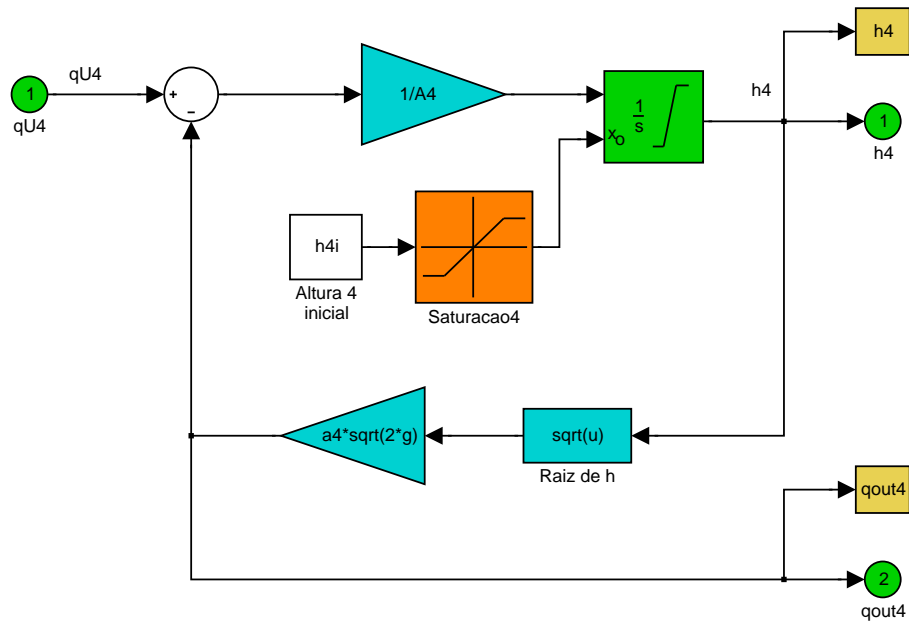 h4
qU4
1
qU4
+
−
1/A4
1
s
x
o
h4
1
h4
h4i
Altura 4
inicial
Saturacao4
a4*sqrt(2*g)
sqrt(u)
Raiz de h
qout4
2
qout4